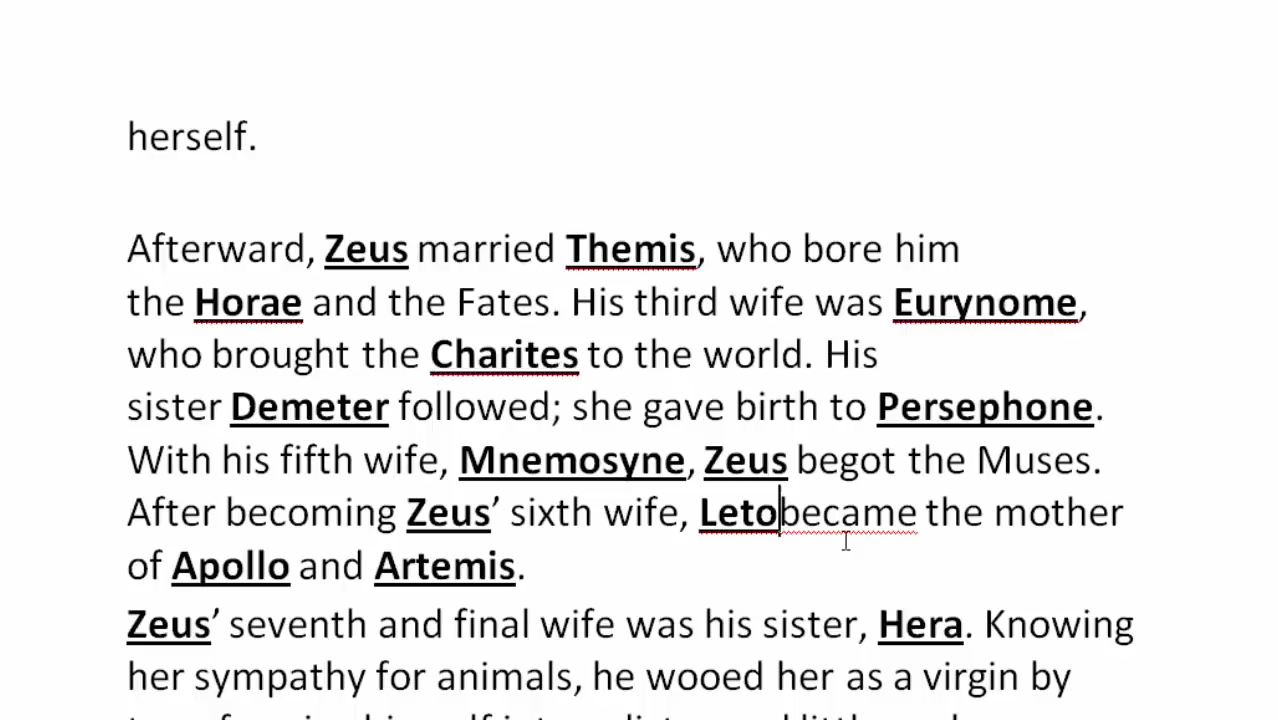 herself.
Afterward, Zeus married Themis, who bore him
the Horae and the Fates. His third wife was Eurynome,
who brought the Charites to the world. His
sister Demeter followed; she gave birth to Persephone.
With his fifth wife, Mnemosyne, Zeus begot the Muses.
After becoming Zeus’ sixth wife, Letobecame the mother
of Apollo and Artemis.
Zeus’ seventh and final wife was his sister, Hera. Knowing
her sympathy for animals, he wooed her as a virgin by